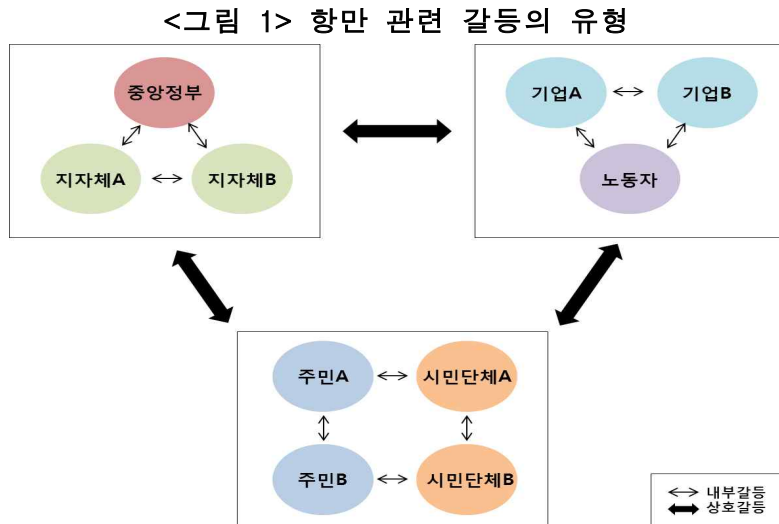 <그림 1> 항만 관련 갈등의 유형
중앙정부
지자체A
지자체B
기업A
기업B
노동자
주민A
시민단체A
주민B
시민단체B
내부갈등
상호갈등